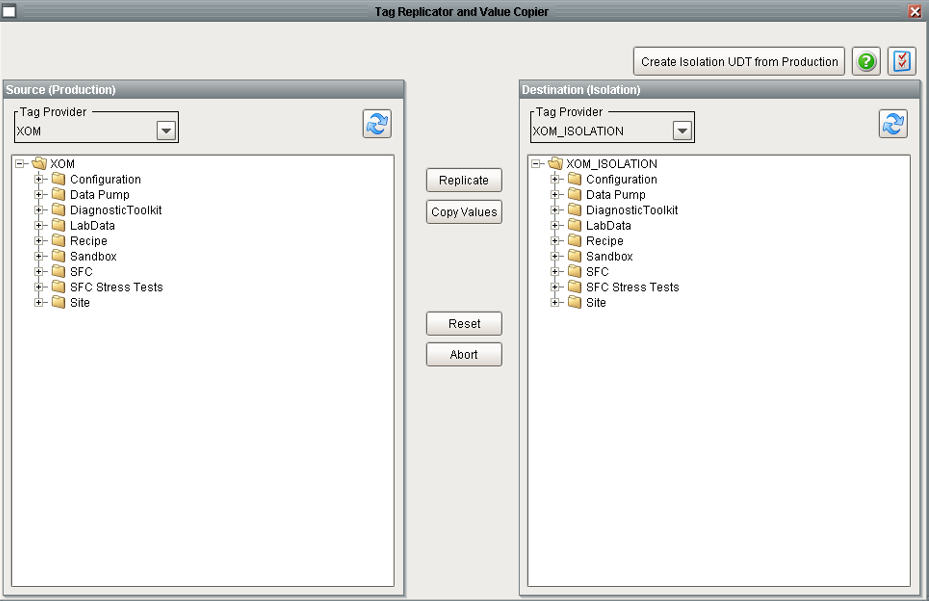 Tag Replicator and Value Copier
Create Isolation UDT from Production
Source (Production)
Tag Provider
XOM
XOM
Configuration
Data Pump
DiagnosticToolkit
LabData
Recipe
Sandbox
SFC
SFC Stress Tests
Site
Replicate
Copy Values
Reset
Abort
Destination (Isolation)
Tag Provider
XOM_ISOLATION
XOM_ISOLATION
Configuration
Data Pump
DiagnosticToolkit
LabData
Recipe
Sandbox
SFC
SFC Stress Tests
Site